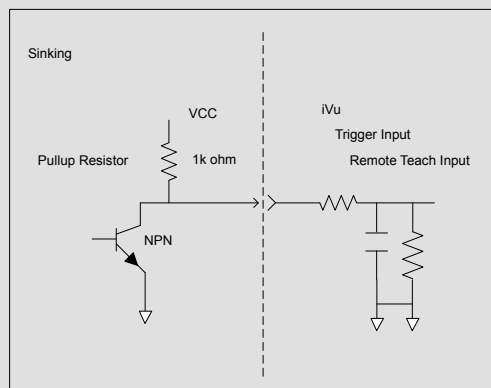 Sinking
VCC
Pullup Resistor
1k ohm
NPN
iVu
Trigger Input
Remote Teach Input